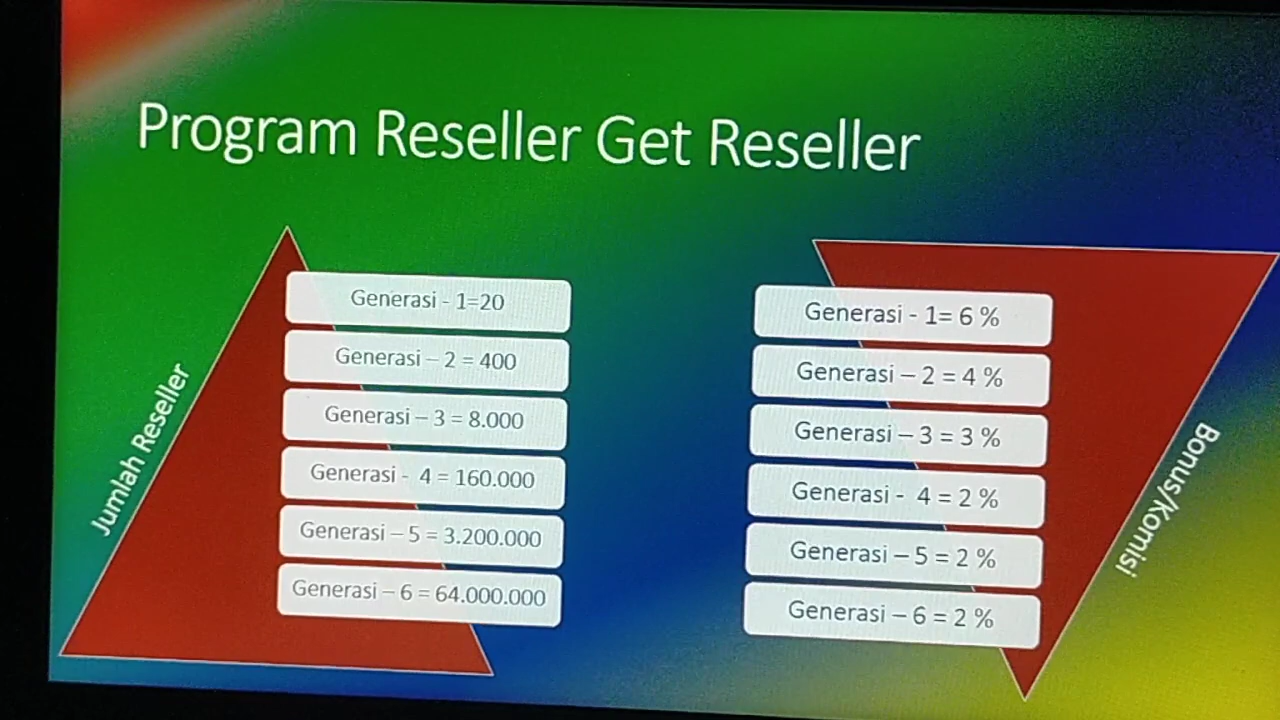 Program Reseller Get Reseller
Jumlah Reseller
Generasi - 1=20
Generasi – 2 = 400
Generasi – 3 = 8.000
Generasi - 4 = 160.000
Generasi – 5 = 3.200.000
Generasi – 6 = 64.000.000
Generasi - 1= 6 %
Generasi – 2 = 4 %
Generasi – 3 = 3 %
Generasi - 4 = 2 %
Generasi – 5 = 2 %
Generasi – 6 = 2 %
Bonus/Komisi